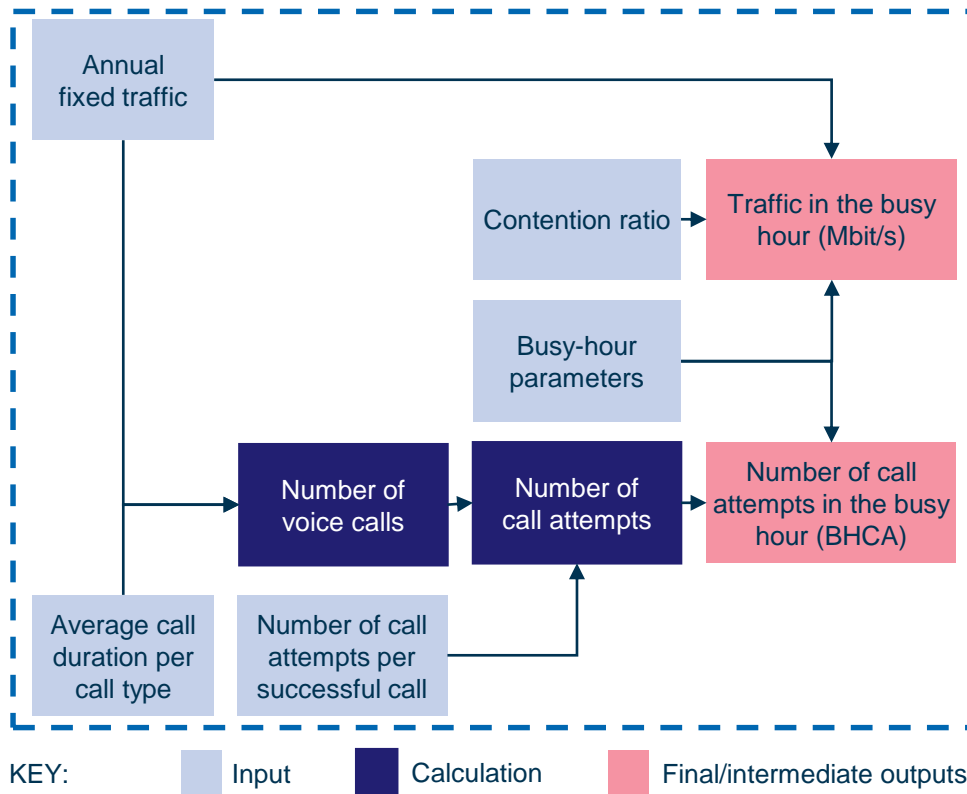 Annual
fixed traffic
Contention ratio
Traffic in the busy
hour (Mbit/s)
Busy-hour
parameters
Number of
voice calls
Number of
call attempts
Number of call
attempts in the busy
hour (BHCA)
Average call
duration per
call type
Number of call
attempts per
successful call
KEY:
Input
Calculation
Final/intermediate outputs